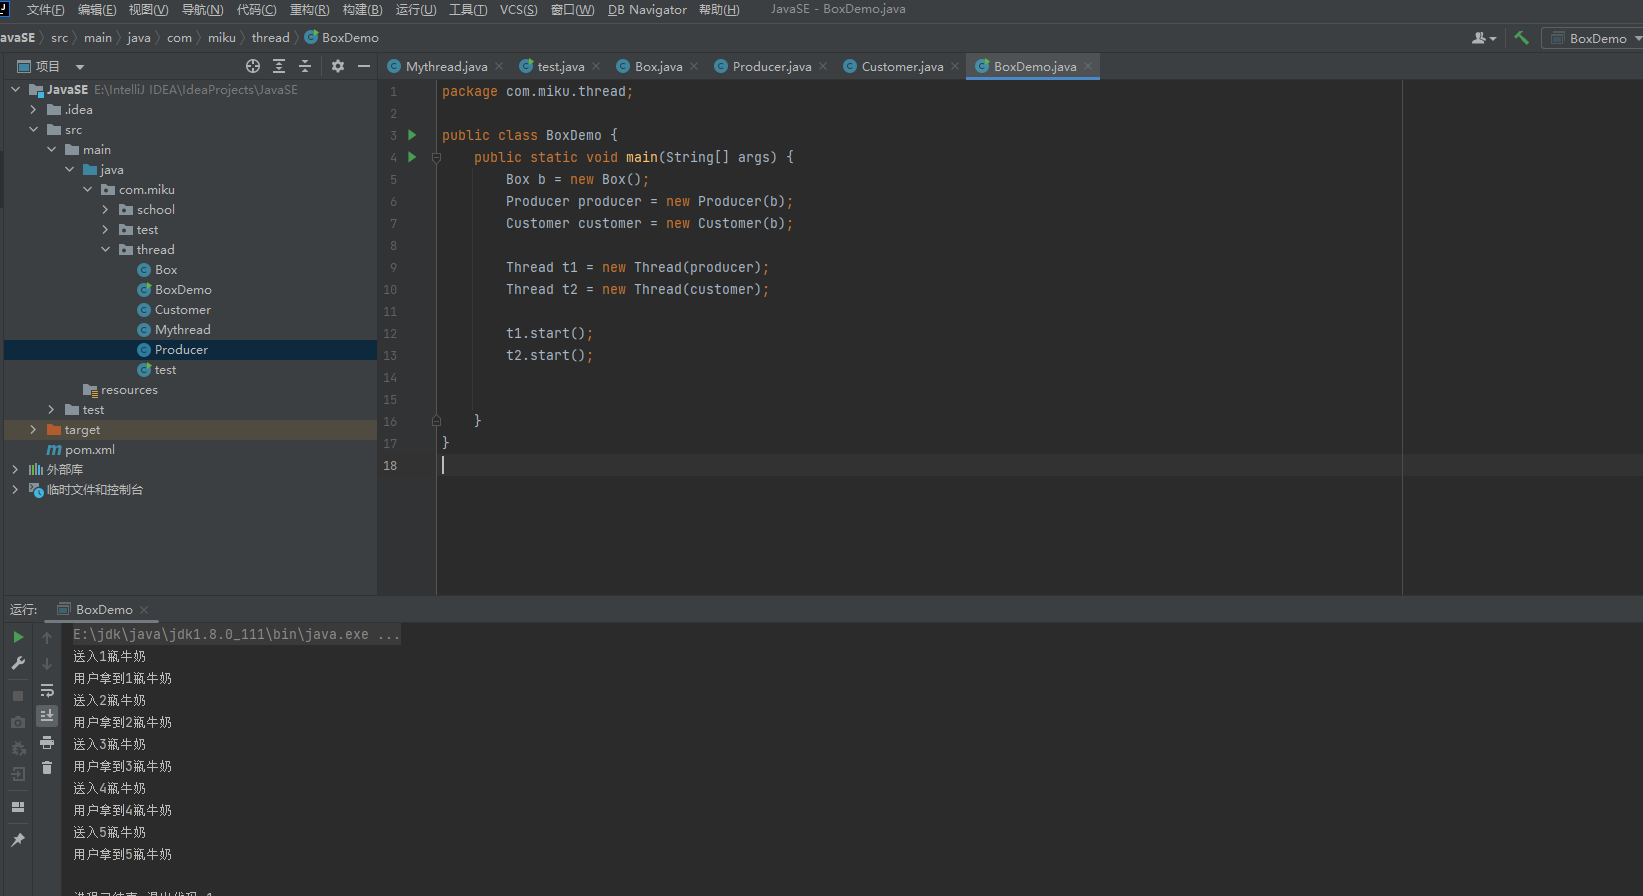 文件(F) 编辑(E) 视图(V) 导航(N) 代码(C) 重构(R) 构建(B) 运行(U) 工具(T) VCS(S) 窗口(W) DB Navigator 帮助(H) JavaSE - BoxDemo.java
avaSE src main java com miku thread BoxDemo
BoxDemo
项目
Mythread.java test.java Box.java Producer.java Customer.java BoxDemo.java
JavaSE E:\IntelliJ IDEA\IdeaProjects\JavaSE
.idea
src
main
java
com.miku
school
test
thread
Box
BoxDemo
Customer
Mythread
Producer
test
resources
test
target
pom.xml
外部库
临时文件和控制台
1 package com.miku.thread;
2
3 public class BoxDemo {
4 public static void main(String[] args) {
5 Box b = new Box();
6 Producer producer = new Producer(b);
7 Customer customer = new Customer(b);
8
9 Thread t1 = new Thread(producer);
10 Thread t2 = new Thread(customer);
11
12 t1.start();
13 t2.start();
14
15
16 }
17 }
18
运行: BoxDemo
E:\jdk\java\jdk1.8.0_111\bin\java.exe ...
送入1瓶牛奶
用户拿到1瓶牛奶
送入2瓶牛奶
用户拿到2瓶牛奶
送入3瓶牛奶
用户拿到3瓶牛奶
送入4瓶牛奶
用户拿到4瓶牛奶
送入5瓶牛奶
用户拿到5瓶牛奶